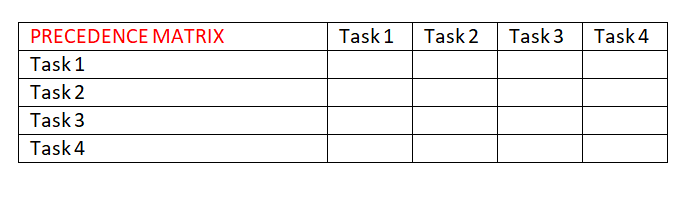 PRECEDENCE MATRIX Task 1 Task 2 Task 3 Task 4
Task 1
Task 2
Task 3
Task 4